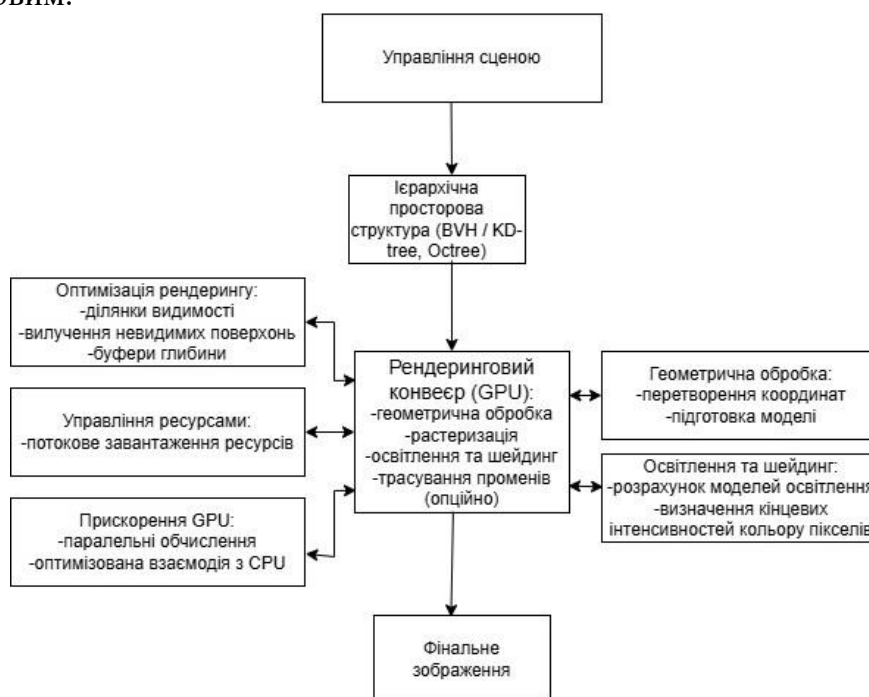 овим.
Управління сценою
Ієрархічна
просторова
структура (BVH / KD-
tree, Octree)
Оптимізація рендерингу:
-ділянки видимості
-вилучення невидимих поверхонь
-буфери глибини
Управління ресурсами:
-потокове завантаження ресурсів
Прискорення GPU:
-паралельні обчислення
-оптимізована взаємодія з CPU
Рендеринговий
конвеєр (GPU):
-геометрична обробка
-растеризація
-освітлення та шейдинг
-трасування променів
(опційно)
Геометрична обробка:
-перетворення координат
-підготовка моделі
Освітлення та шейдинг:
-розрахунок моделей освітлення
-визначення кінцевих
інтенсивностей кольору пікселів
Фінальне
зображення